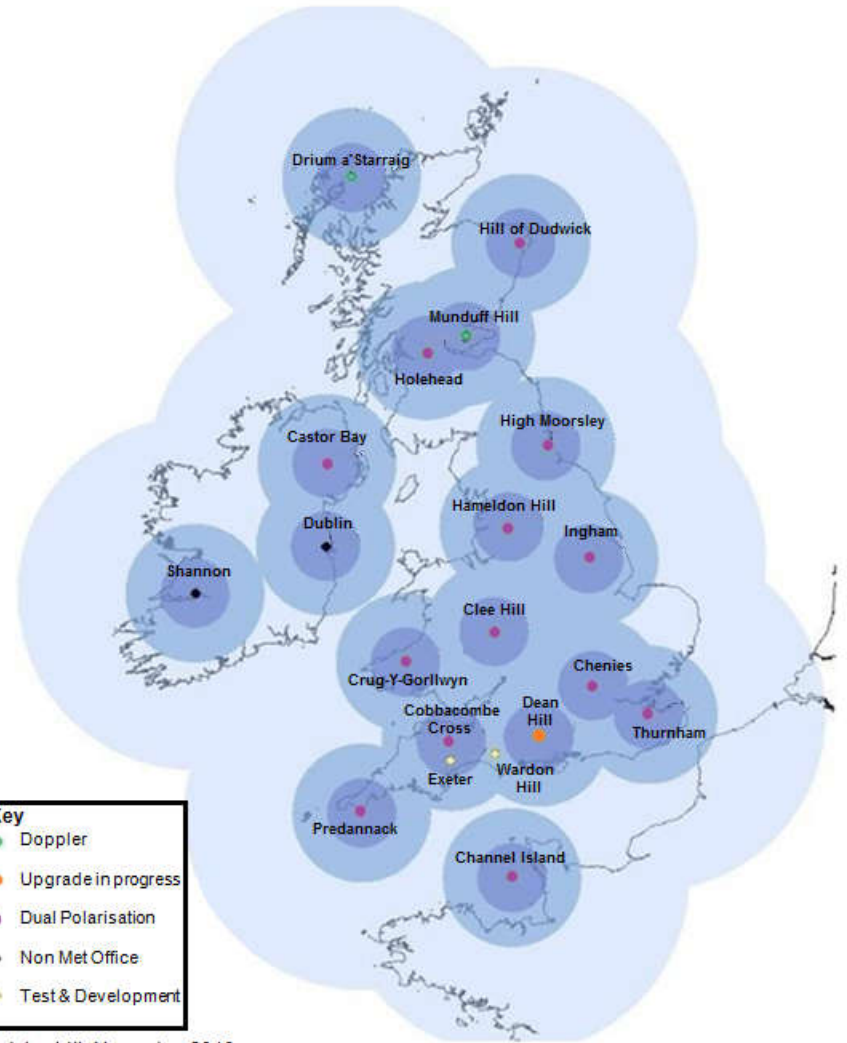 Drium a'Starraig
Hill of Dudwick
Munduff Hill
Holehead
High Moorsley
Castor Bay
Hameldon Hill
Dublin
Ingham
Shannon
Clee Hill
Chenies
Crug-Y-Gorllwyn
Cobbacombe
Cross
Dean
Hill
Thurnham
Exeter
Wardon
Hill
Predannack
Channel Island
Key
Doppler
Upgrade in progress
Dual Polarisation
Non Met Office
Test & Development